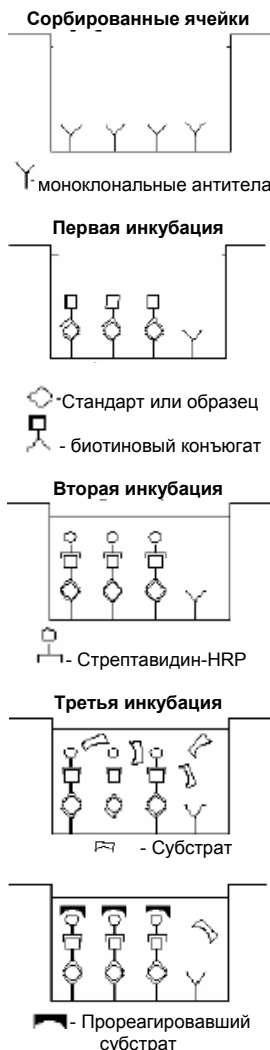 Сорбированные ячейки
моноклональные антитела
Первая инкубация
-Стандарт или образец
- биотиновый конъюгат
Вторая инкубация
- Стрептавидин-HRP
Третья инкубация
- Субстрат
- Прореагировавший
субстрат